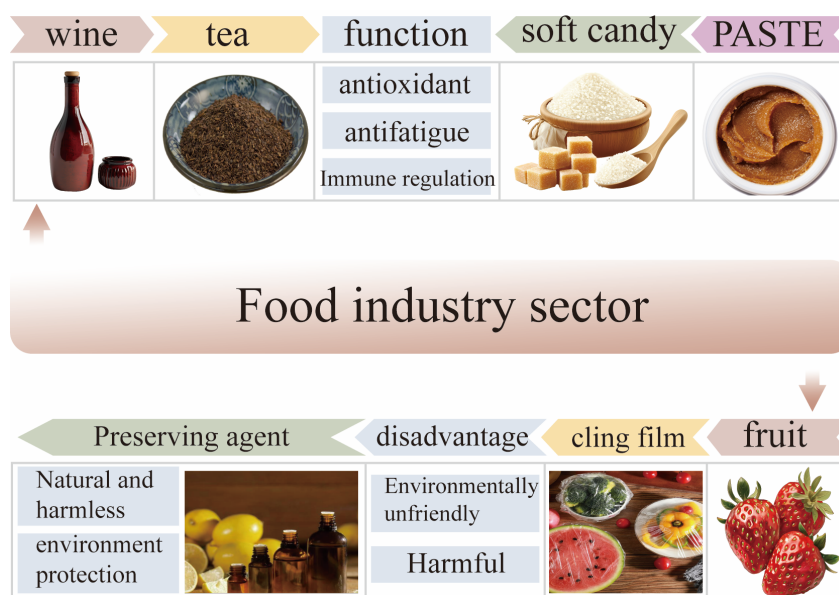 wine
tea
function
soft candy
PASTE
antioxidant
antifatigue
Immune regulation
Food industry sector
Preserving agent
disadvantage
cling film
fruit
Natural and
harmless
environment
protection
Environmentally
unfriendly
Harmful